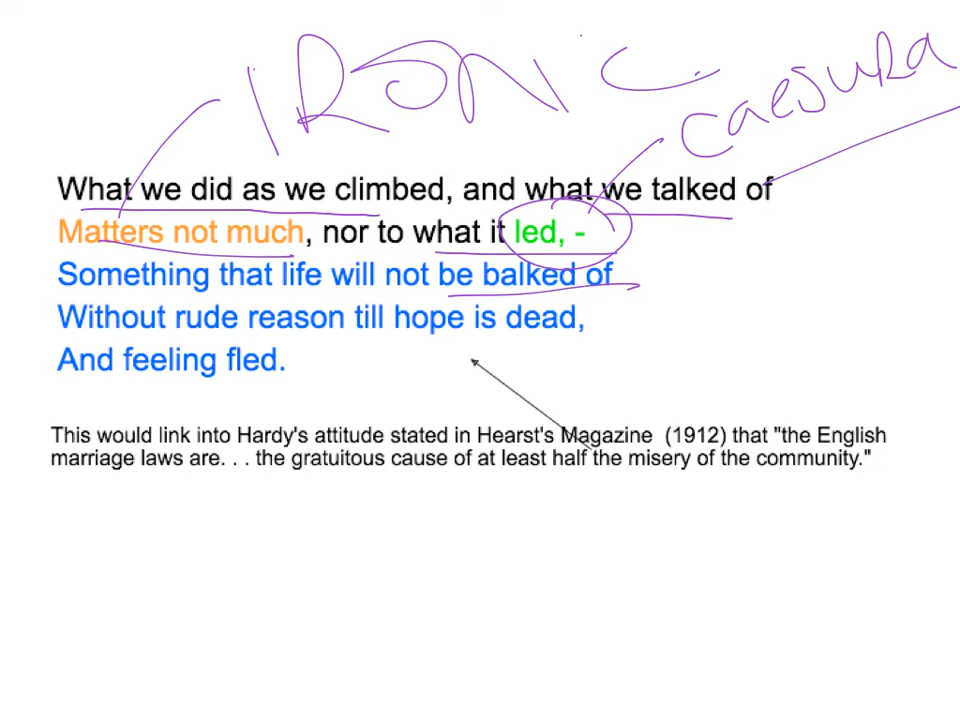 IRONIC
caesura
What we did as we climbed, and what we talked of
Matters not much, nor to what it led, -
Something that life will not be balked of
Without rude reason till hope is dead,
And feeling fled.
This would link into Hardy's attitude stated in Hearst's Magazine (1912) that "the English
marriage laws are. . . the gratuitous cause of at least half the misery of the community."